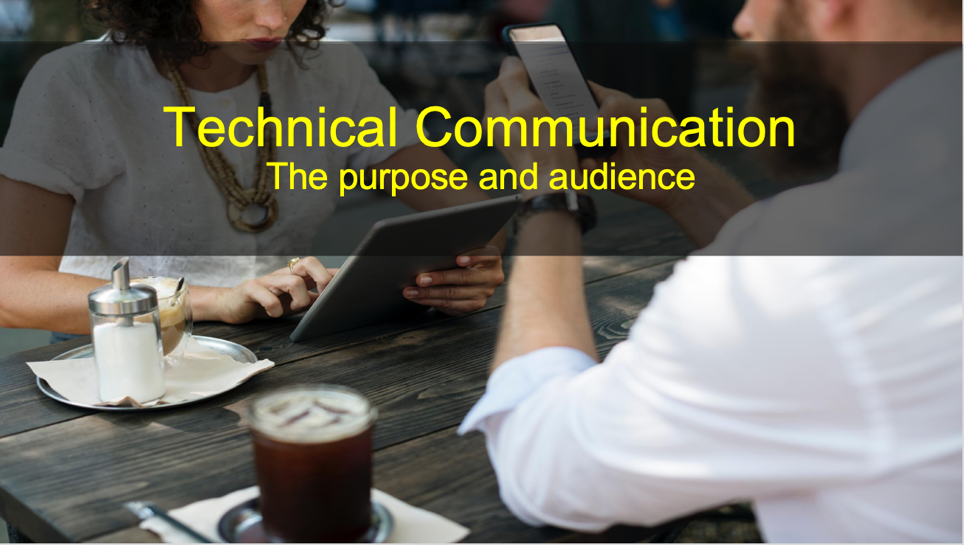 Technical Communication
The purpose and audience